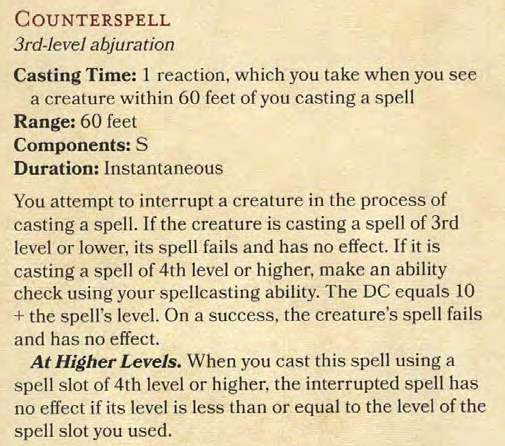 COUNTERSPELL
3rd-level abjuration
Casting Time: 1 reaction, which you take when you see
a creature within 60 feet of you casting a spell
Range: 60 feet
Components: S
Duration: Instantaneous
You attempt to interrupt a creature in the process of
casting a spell. If the creature is casting a spell of 3rd
level or lower, its spell fails and has no effect. If it is
casting a spell of 4th level or higher, make an ability
check using your spellcasting ability. The DC equals 10
+ the spell's level. On a success, the creature's spell fails
and has no effect.
At Higher Levels. When you cast this spell using a
spell slot of 4th level or higher, the interrupted spell has
no effect if its level is less than or equal to the level of the
spell slot you used.